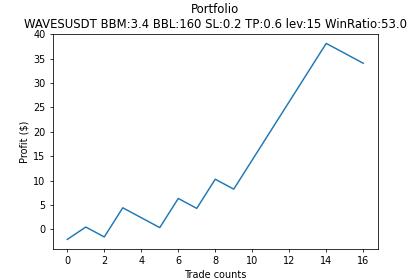 Portfolio
WAVESUSDT BBM:3.4 BBL:160 SL:0.2 TP:0.6 lev:15 WinRatio:53.0
40
35
30
25
20
15
10
5
0
Profit ($)
0 2 4 6 8 10 12 14 16
Trade counts